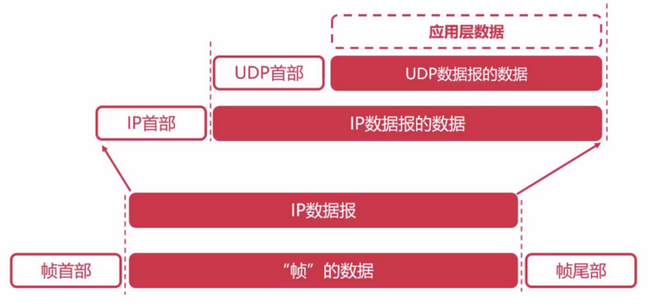 应用层数据
UDP首部 UDP数据报的数据
IP首部 IP数据报的数据
IP数据报
帧首部 “帧”的数据 帧尾部